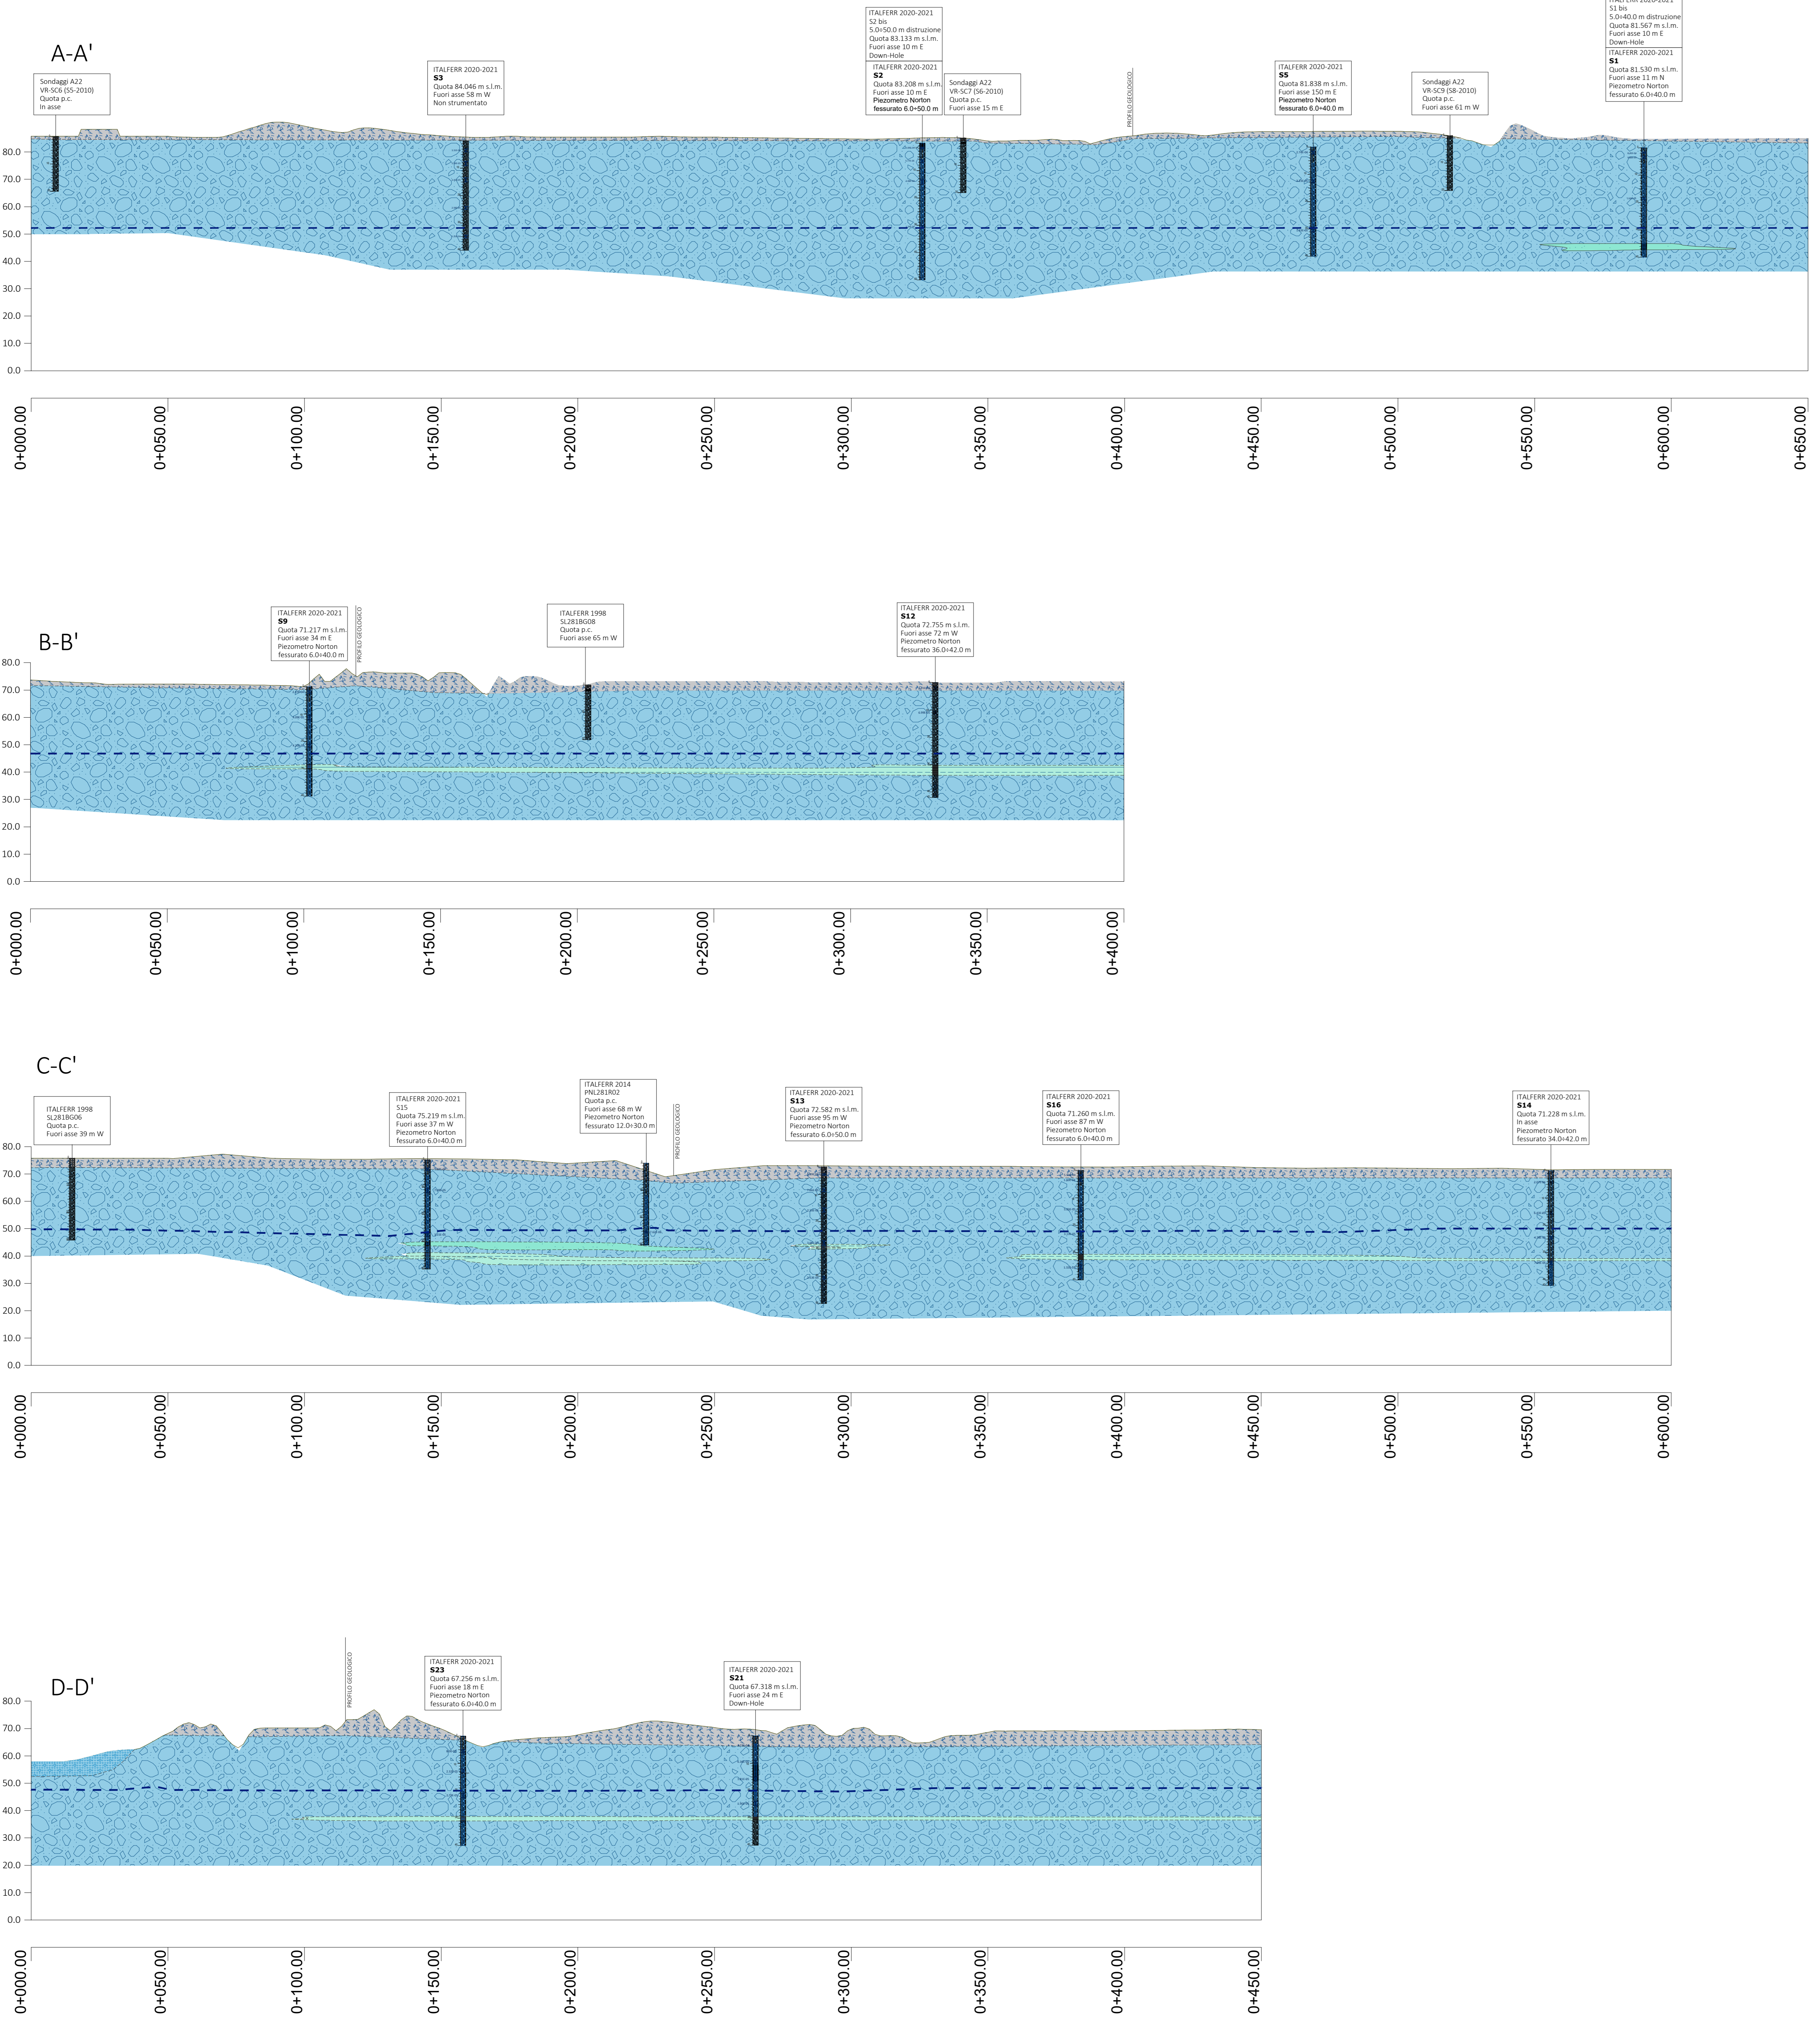 A-A'
Sondaggi A22
VR-SC6 (S5-2010)
Quota p.c.
In asse
ITALFERR 2020-2021
S3
Quota 84.046 m s.l.m.
Fuori asse 58 m W
Non strumentato
ITALFERR 2020-2021
S2 bis
5.0÷50.0 m distruzione
Quota 83.133 m s.l.m.
Fuori asse 10 m E
Down-Hole
ITALFERR 2020-2021
S2
Quota 83.208 m s.l.m.
Fuori asse 10 m E
Piezometro Norton
fessurato 6.0÷50.0 m
Sondaggi A22
VR-SC7 (S6-2010)
Quota p.c.
Fuori asse 15 m E
PROFILO GEOLOGICO
ITALFERR 2020-2021
S5
Quota 81.838 m s.l.m.
Fuori asse 150 m E
Piezometro Norton
fessurato 6.0÷40.0 m
Sondaggi A22
VR-SC9 (S8-2010)
Quota p.c.
Fuori asse 61 m W
ITALFERR 2020-2021
S1 bis
5.0÷40.0 m distruzione
Quota 81.567 m s.l.m.
Fuori asse 10 m E
Down-Hole
ITALFERR 2020-2021
S1
Quota 81.530 m s.l.m.
Fuori asse 11 m N
Piezometro Norton
fessurato 6.0÷40.0 m
80.0
70.0
60.0
50.0
40.0
30.0
20.0
10.0
0.0
0+000.00
0+050.00
0+100.00
0+150.00
0+200.00
0+250.00
0+300.00
0+350.00
0+400.00
0+450.00
0+500.00
0+550.00
0+600.00
0+650.00
B-B'
ITALFERR 2020-2021
S9
Quota 71.217 m s.l.m.
Fuori asse 34 m E
Piezometro Norton
fessurato 6.0÷40.0 m
PROFILO GEOLOGICO
ITALFERR 1998
SL281BG08
Quota p.c.
Fuori asse 65 m W
ITALFERR 2020-2021
S12
Quota 72.755 m s.l.m.
Fuori asse 72 m W
Piezometro Norton
fessurato 36.0÷42.0 m
80.0
70.0
60.0
50.0
40.0
30.0
20.0
10.0
0.0
0+000.00
0+050.00
0+100.00
0+150.00
0+200.00
0+250.00
0+300.00
0+350.00
0+400.00
C-C'
ITALFERR 1998
SL281BG06
Quota p.c.
Fuori asse 39 m W
ITALFERR 2020-2021
S15
Quota 75.219 m s.l.m.
Fuori asse 37 m W
Piezometro Norton
fessurato 6.0÷40.0 m
ITALFERR 2014
PNL281R02
Quota p.c.
Fuori asse 68 m W
Piezometro Norton
fessurato 12.0÷30.0 m
PROFILO GEOLOGICO
ITALFERR 2020-2021
S13
Quota 72.582 m s.l.m.
Fuori asse 95 m W
Piezometro Norton
fessurato 6.0÷50.0 m
ITALFERR 2020-2021
S16
Quota 71.260 m s.l.m.
Fuori asse 87 m W
Piezometro Norton
fessurato 6.0÷40.0 m
ITALFERR 2020-2021
S14
Quota 71.228 m s.l.m.
In asse
Piezometro Norton
fessurato 34.0÷42.0 m
80.0
70.0
60.0
50.0
40.0
30.0
20.0
10.0
0.0
0+000.00
0+050.00
0+100.00
0+150.00
0+200.00
0+250.00
0+300.00
0+350.00
0+400.00
0+450.00
0+500.00
0+550.00
0+600.00
D-D'
PROFILO GEOLOGICO
ITALFERR 2020-2021
S23
Quota 67.256 m s.l.m.
Fuori asse 18 m E
Piezometro Norton
fessurato 6.0÷40.0 m
ITALFERR 2020-2021
S21
Quota 67.318 m s.l.m.
Fuori asse 24 m E
Down-Hole
80.0
70.0
60.0
50.0
40.0
30.0
20.0
10.0
0.0
0+000.00
0+050.00
0+100.00
0+150.00
0+200.00
0+250.00
0+300.00
0+350.00
0+400.00
0+450.00